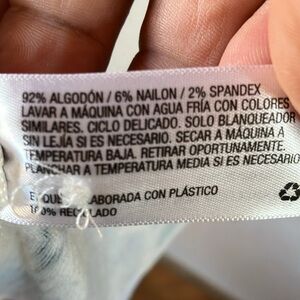 92% ALGODÓN / 6% NAILON / 2% SPANDEX
LAVAR A MÁQUINA CON AGUA FRÍA CON COLORES
SIMILARES. CICLO DELICADO. SOLO BLANQUEADOR
SIN LEJÍA SI ES NECESARIO. SECAR A MÁQUINA A
TEMPERATURA BAJA. RETIRAR OPORTUNAMENTE.
PLANCHAR A TEMPERATURA MEDIA SI ES NECESARIO
ELABORADA CON PLÁSTICO
100% RECICLADO